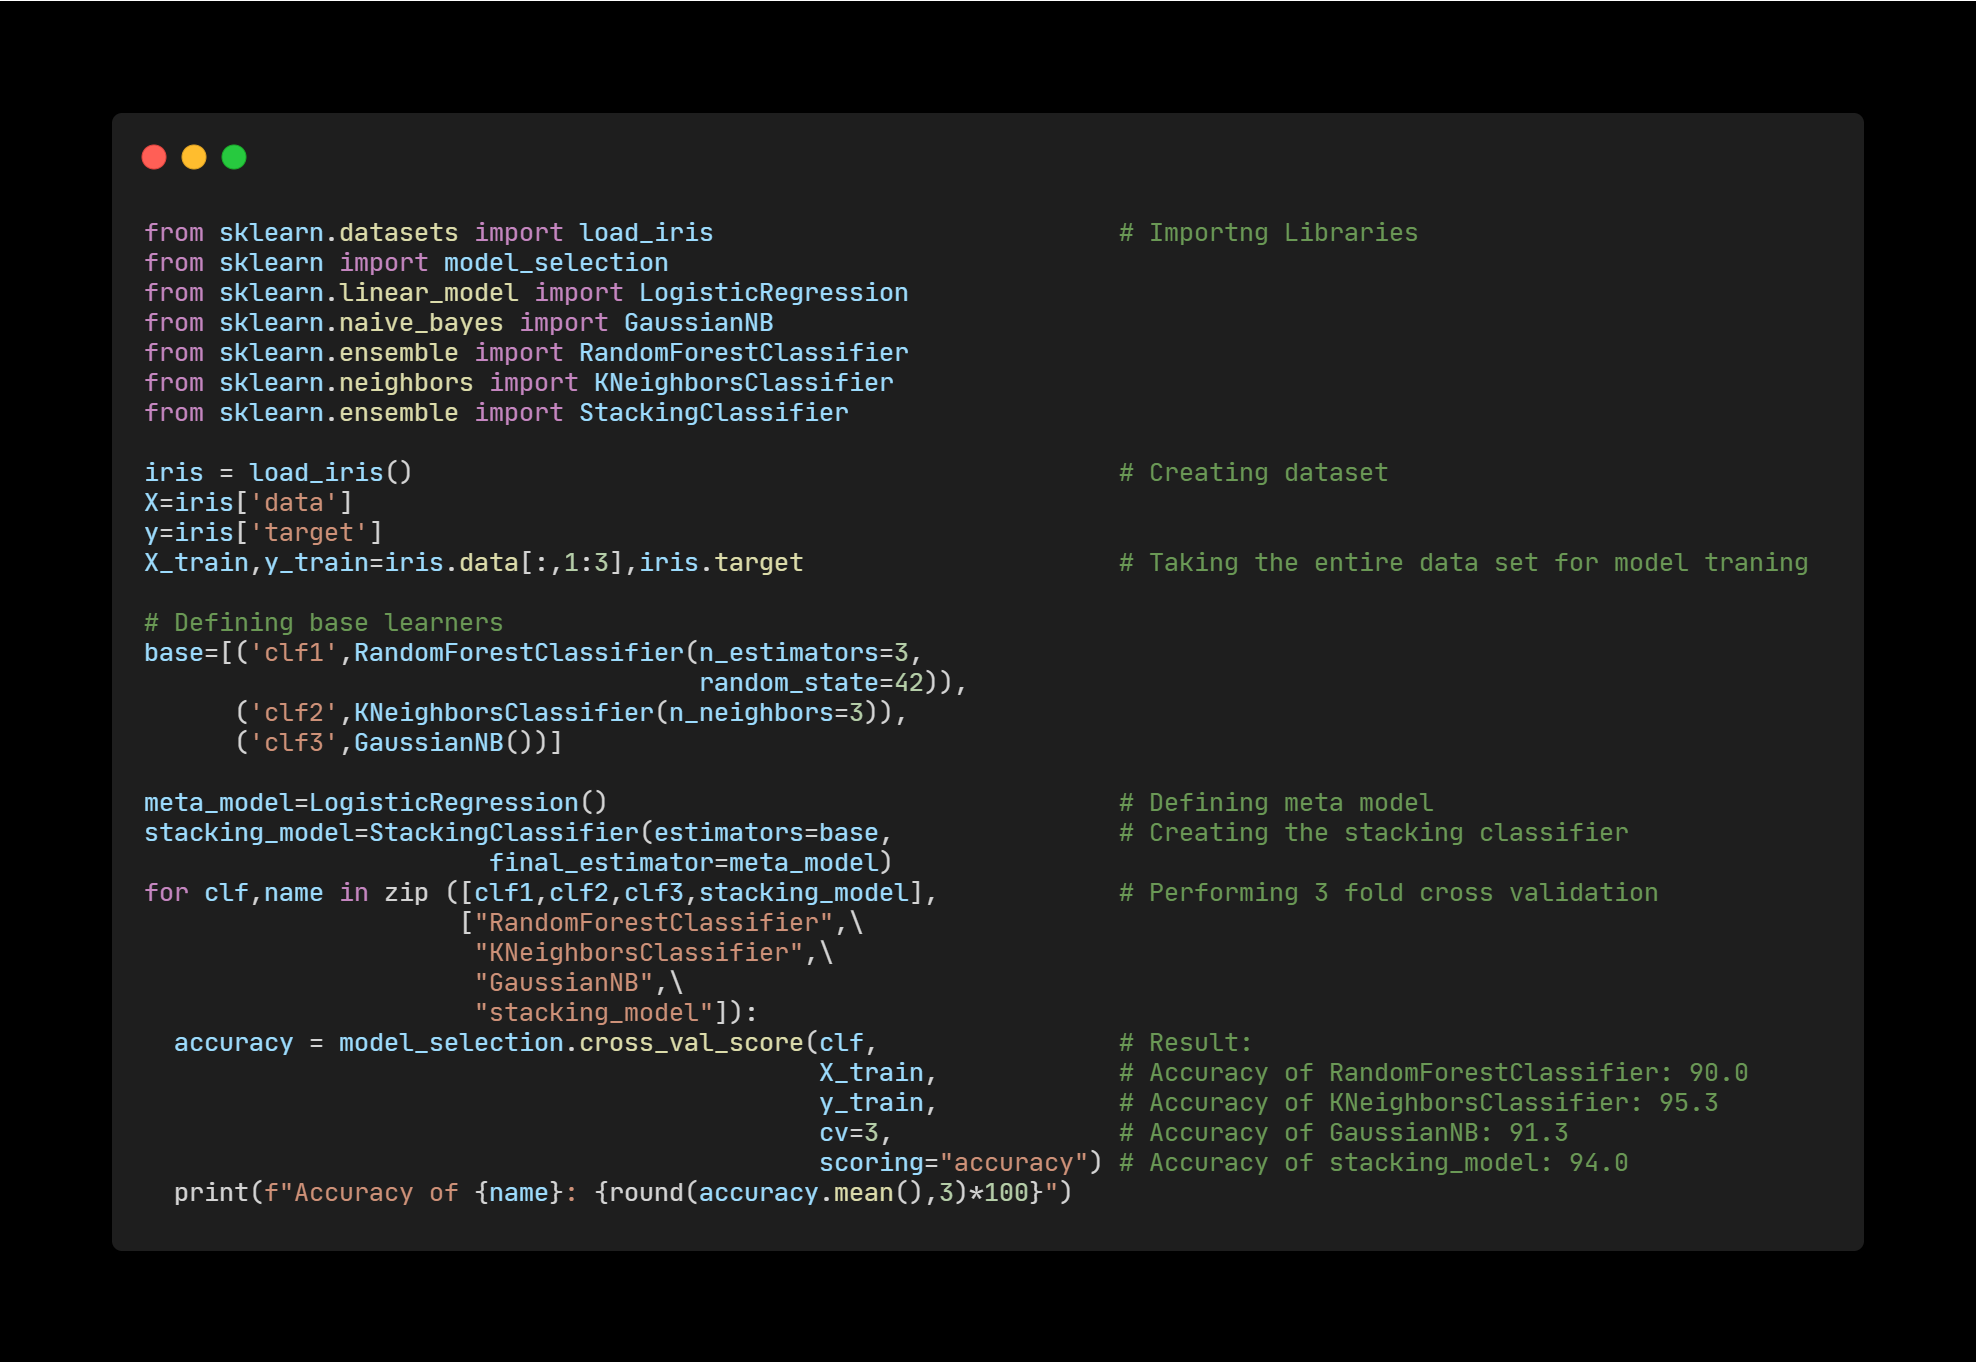 from sklearn.datasets import load_iris                           # Importng Libraries
from sklearn import model_selection
from sklearn.linear_model import LogisticRegression
from sklearn.naive_bayes import GaussianNB
from sklearn.ensemble import RandomForestClassifier
from sklearn.neighbors import KNeighborsClassifier
from sklearn.ensemble import StackingClassifier

iris = load_iris()                                               # Creating dataset
X=iris['data']
y=iris['target']
X_train,y_train=iris.data[:,1:3],iris.target                     # Taking the entire data set for model traning

# Defining base learners
base=[('clf1',RandomForestClassifier(n_estimators=3,
                                     random_state=42)),
      ('clf2',KNeighborsClassifier(n_neighbors=3)),
      ('clf3',GaussianNB())]

meta_model=LogisticRegression()                                  # Defining meta model
stacking_model=StackingClassifier(estimators=base,               # Creating the stacking classifier
                       final_estimator=meta_model)
for clf,name in zip ([clf1,clf2,clf3,stacking_model],            # Performing 3 fold cross validation
                     ["RandomForestClassifier",\
                      "KNeighborsClassifier",\
                      "GaussianNB",\
                      "stacking_model"]):
  accuracy = model_selection.cross_val_score(clf,                # Result:
                                             X_train,            # Accuracy of RandomForestClassifier: 90.0
                                             y_train,            # Accuracy of KNeighborsClassifier: 95.3
                                             cv=3,               # Accuracy of GaussianNB: 91.3
                                             scoring="accuracy") # Accuracy of stacking_model: 94.0
  print(f"Accuracy of {name}: {round(accuracy.mean(),3)*100}")